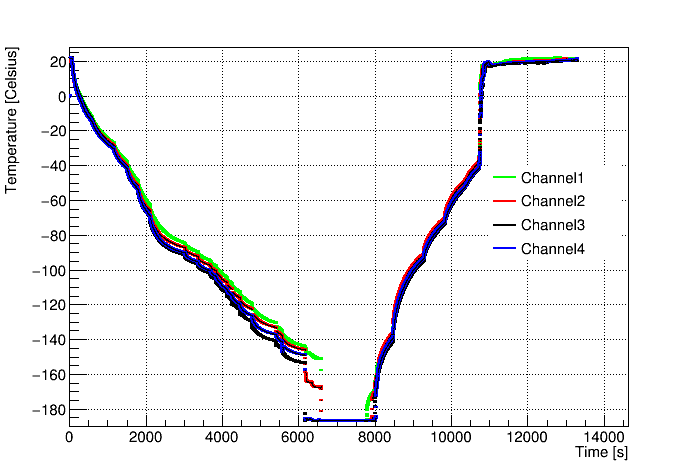 Temperature [Celsius]
20
0
−20
−40
−60
−80
−100
−120
−140
−160
−180
Channel1
Channel2
Channel3
Channel4
0 2000 4000 6000 8000 10000 12000 14000
Time [s]